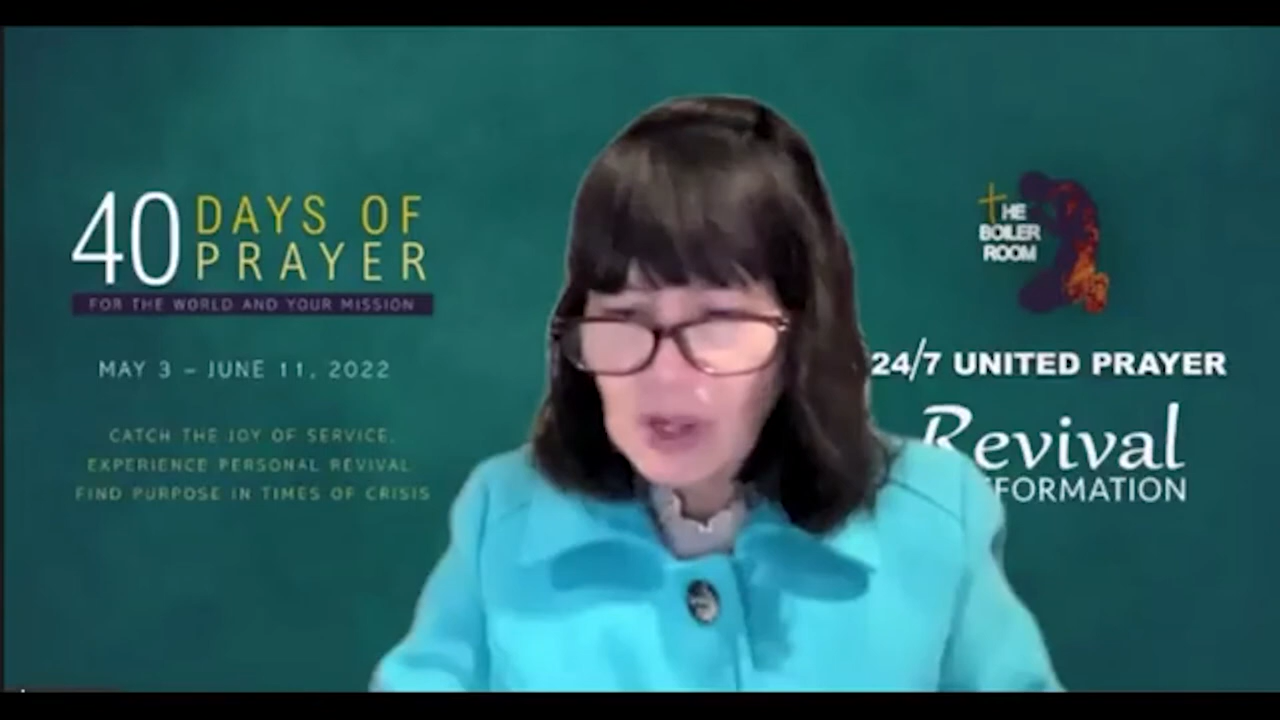 40 DAYS OF
PRAYER
FOR THE WORLD AND YOUR MISSION
MAY 3 – JUNE 11, 2022
CATCH THE JOY OF SERVICE,
EXPERIENCE PERSONAL REVIVAL
FIND PURPOSE IN TIMES OF CRISIS
THE
BOILER
ROOM
24/7 UNITED PRAYER
Revival
FORMATION